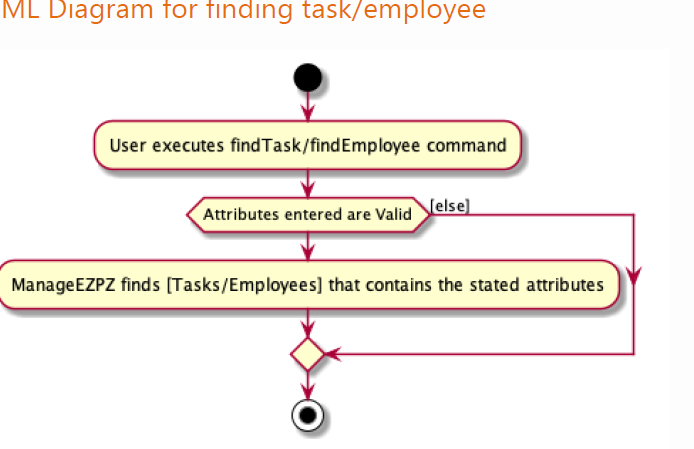 ML Diagram for finding task/employee
User executes findTask/findEmployee command
Attributes entered are Valid
[else]
ManageEZPZ finds [Tasks/Employees] that contains the stated attributes